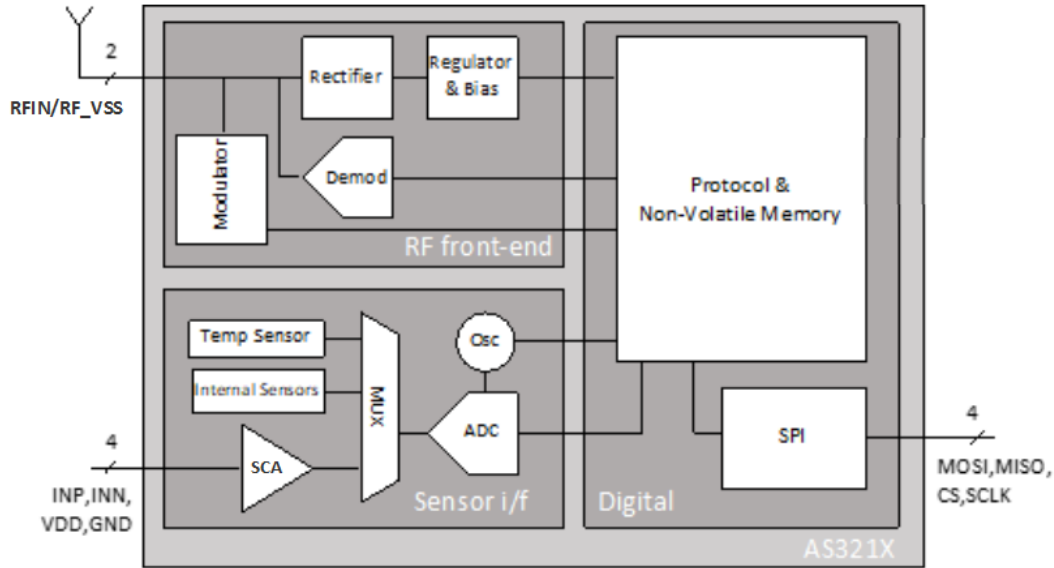 2
RFIN/RF_VSS
Rectifier
Regulator
& Bias
Modulator
Demod
RF front-end
Protocol &
Non-Volatile Memory
Temp Sensor
Internal Sensors
SCA
MUX
Osc
ADC
Sensor i/f
4
INP,INN,
VDD,GND
SPI
Digital
4
MOSI,MISO,
CS,SCLK
AS321X